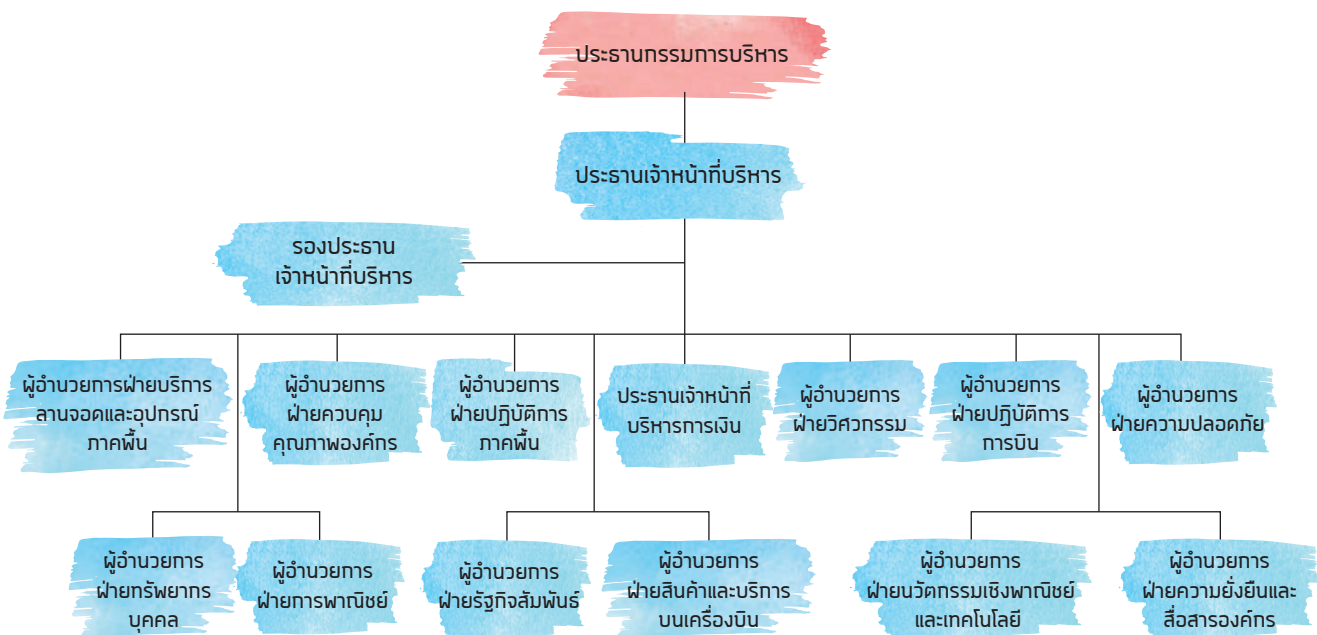 ประธานกรรมการบริหาร
ประธานเจ้าหน้าที่บริหาร
รองประธาน
เจ้าหน้าที่บริหาร
ผู้อำนวยการฝ่ายบริการ
ลานจอดและอุปกรณ์
ภาคพื้น
ผู้อำนวยการ
ฝ่ายควบคุม
คุณภาพองค์กร
ผู้อำนวยการ
ฝ่ายปฏิบัติการ
ภาคพื้น
ประธานเจ้าหน้าที่
บริหารการเงิน
ผู้อำนวยการ
ฝ่ายวิศวกรรม
ผู้อำนวยการ
ฝ่ายปฏิบัติการ
การบิน
ผู้อำนวยการ
ฝ่ายความปลอดภัย
ผู้อำนวยการ
ฝ่ายทรัพยากร
บุคคล
ผู้อำนวยการ
ฝ่ายการพาณิชย์
ผู้อำนวยการ
ฝ่ายรัฐกิจสัมพันธ์
ผู้อำนวยการ
ฝ่ายสินค้าและบริการ
บนเครื่องบิน
ผู้อำนวยการ
ฝ่ายนวัตกรรมเชิงพาณิชย์
และเทคโนโลยี
ผู้อำนวยการ
ฝ่ายความยั่งยืนและ
สื่อสารองค์กร